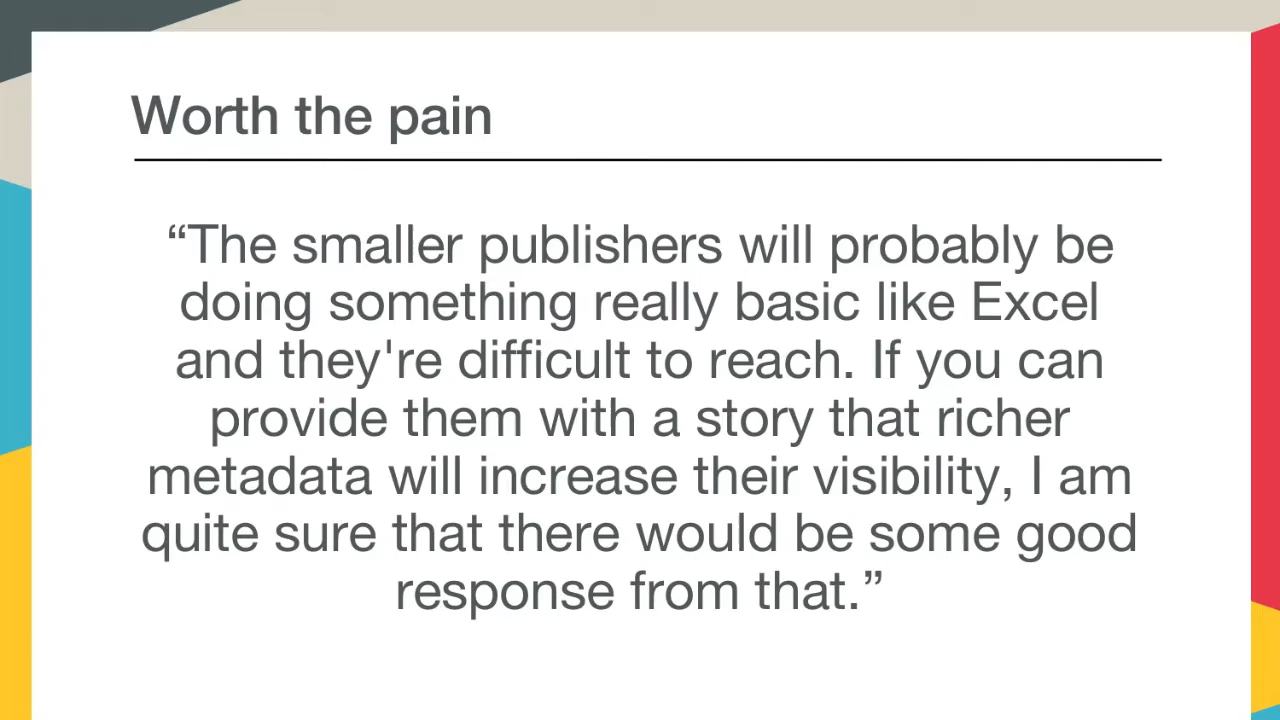 Worth the pain
“The smaller publishers will probably be
doing something really basic like Excel
and they're difficult to reach. If you can
provide them with a story that richer
metadata will increase their visibility, I am
quite sure that there would be some good
response from that.”